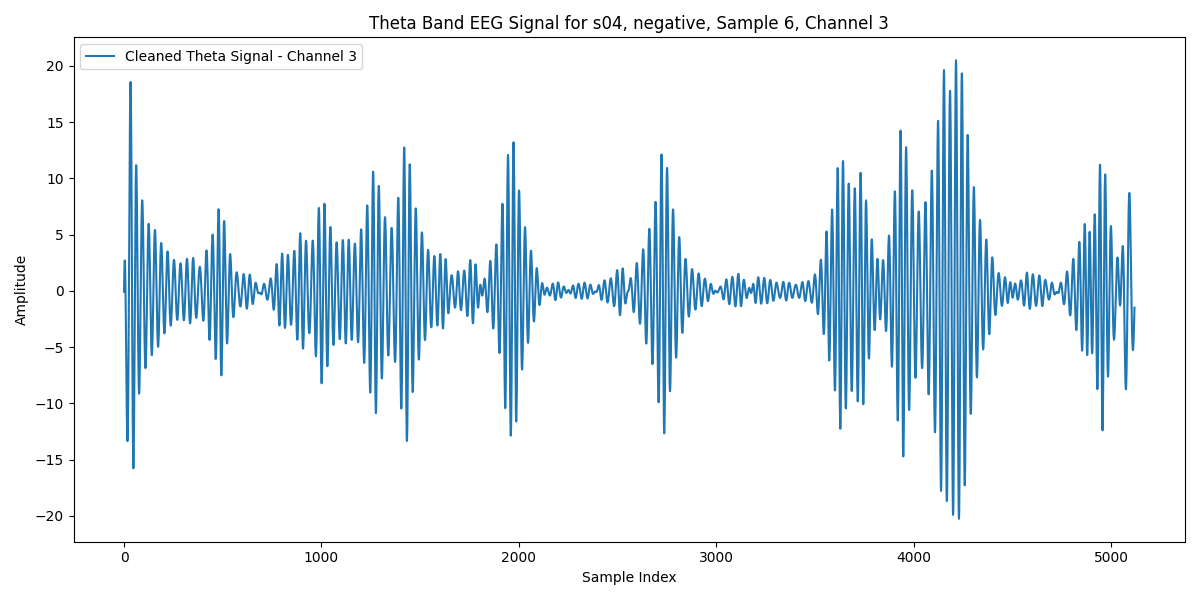 Theta Band EEG Signal for s04, negative, Sample 6, Channel 3
Cleaned Theta Signal - Channel 3
Amplitude
20
15
10
5
0
−5
−10
−15
−20
0 1000 2000 3000 4000 5000
Sample Index